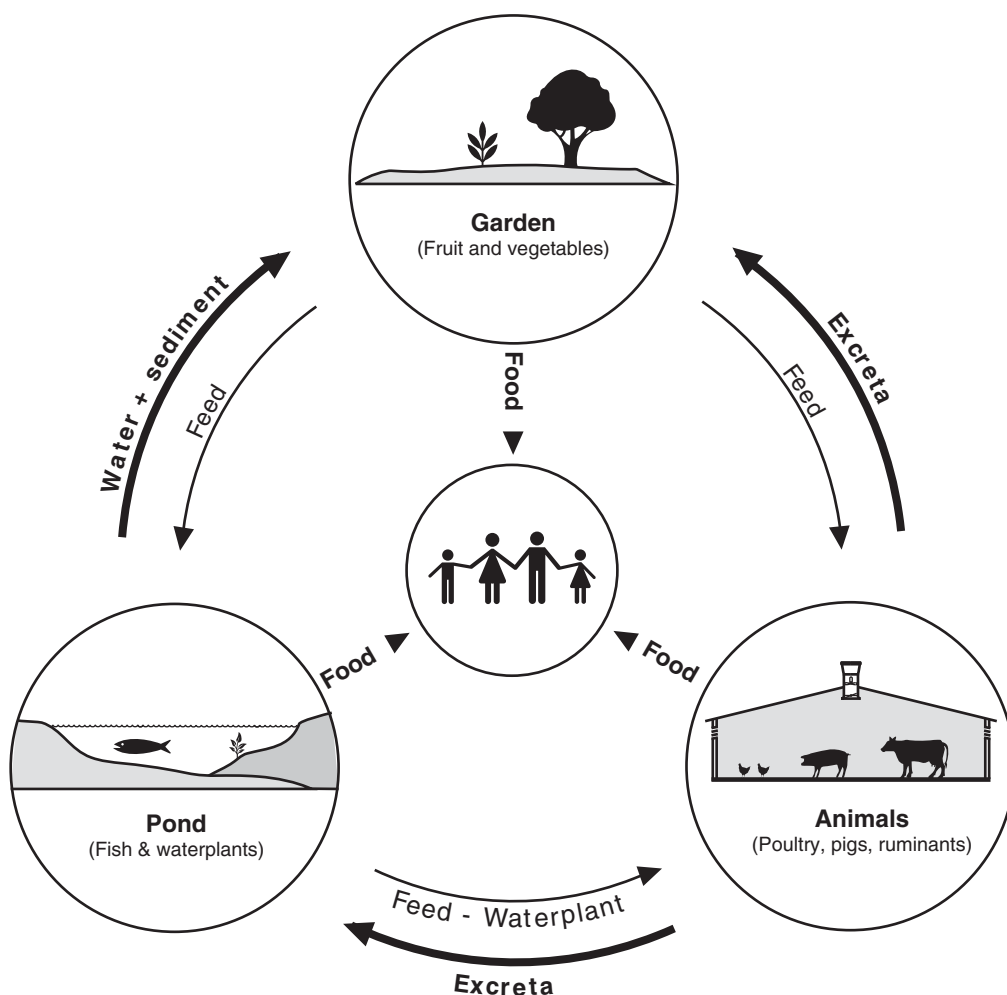 Garden
(Fruit and vegetables)
Water + sediment
Feed
Food
Feed
Excreta
Food
Food
Pond
(Fish & waterplants)
Animals
(Poultry, pigs, ruminants)
Feed - Waterplant
Excreta